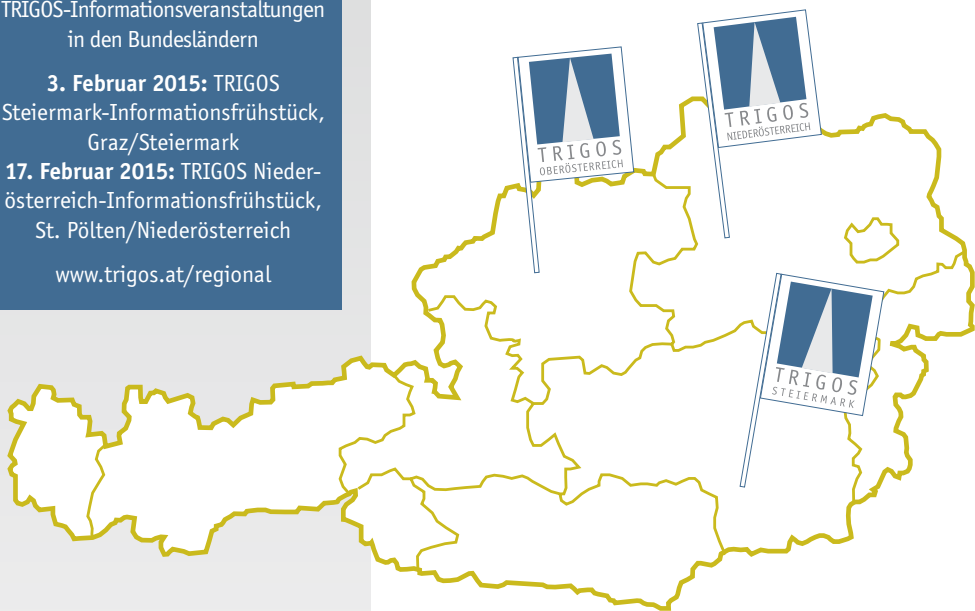 TRIGOS-Informationsveranstaltungen
in den Bundesländern
3. Februar 2015: TRIGOS
Steiermark-Informationsfrühstück,
Graz/Steiermark
17. Februar 2015: TRIGOS Nieder-
österreich-Informationsfrühstück,
St. Pölten/Niederösterreich
www.trigos.at/regional
TRIGOS
OBERÖSTERREICH
TRIGOS
NIEDERÖSTERREICH
TRIGOS
STEIERMARK